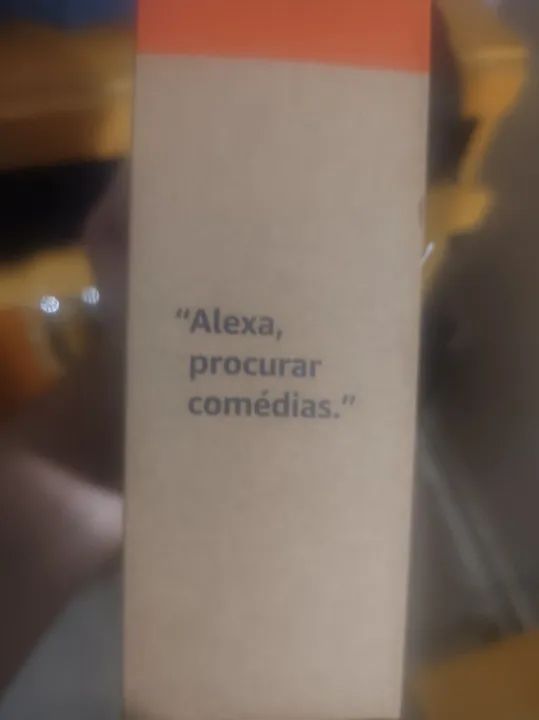 “Alexa,
procurar
comédias.”